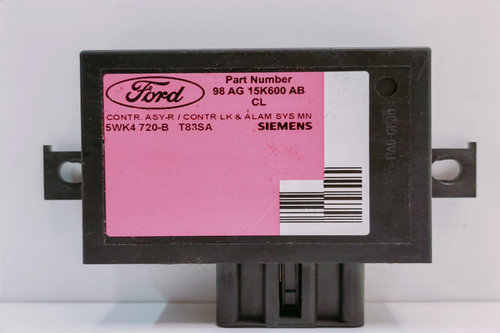 Ford
Part Number
98 AG 15K600 AB
CL
CONTR. ASY-R / CONTR LK & ALAM SYS MN
5WK4 720-B T83SA SIEMENS